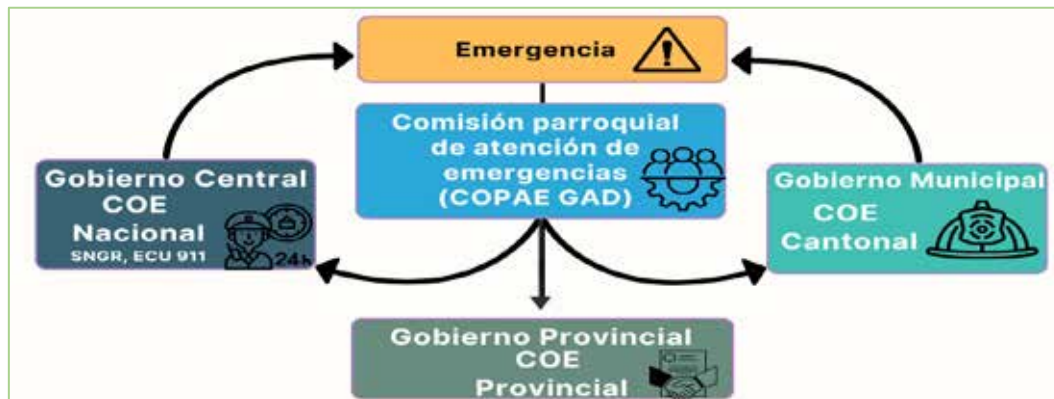 Emergencia
Comisión parroquial
de atención de
emergencias
(COPAE GAD)
Gobierno Central
COE
Nacional
SNGR, ECU 911
24h
Gobierno Municipal
COE
Cantonal
Gobierno Provincial
COE
Provincial